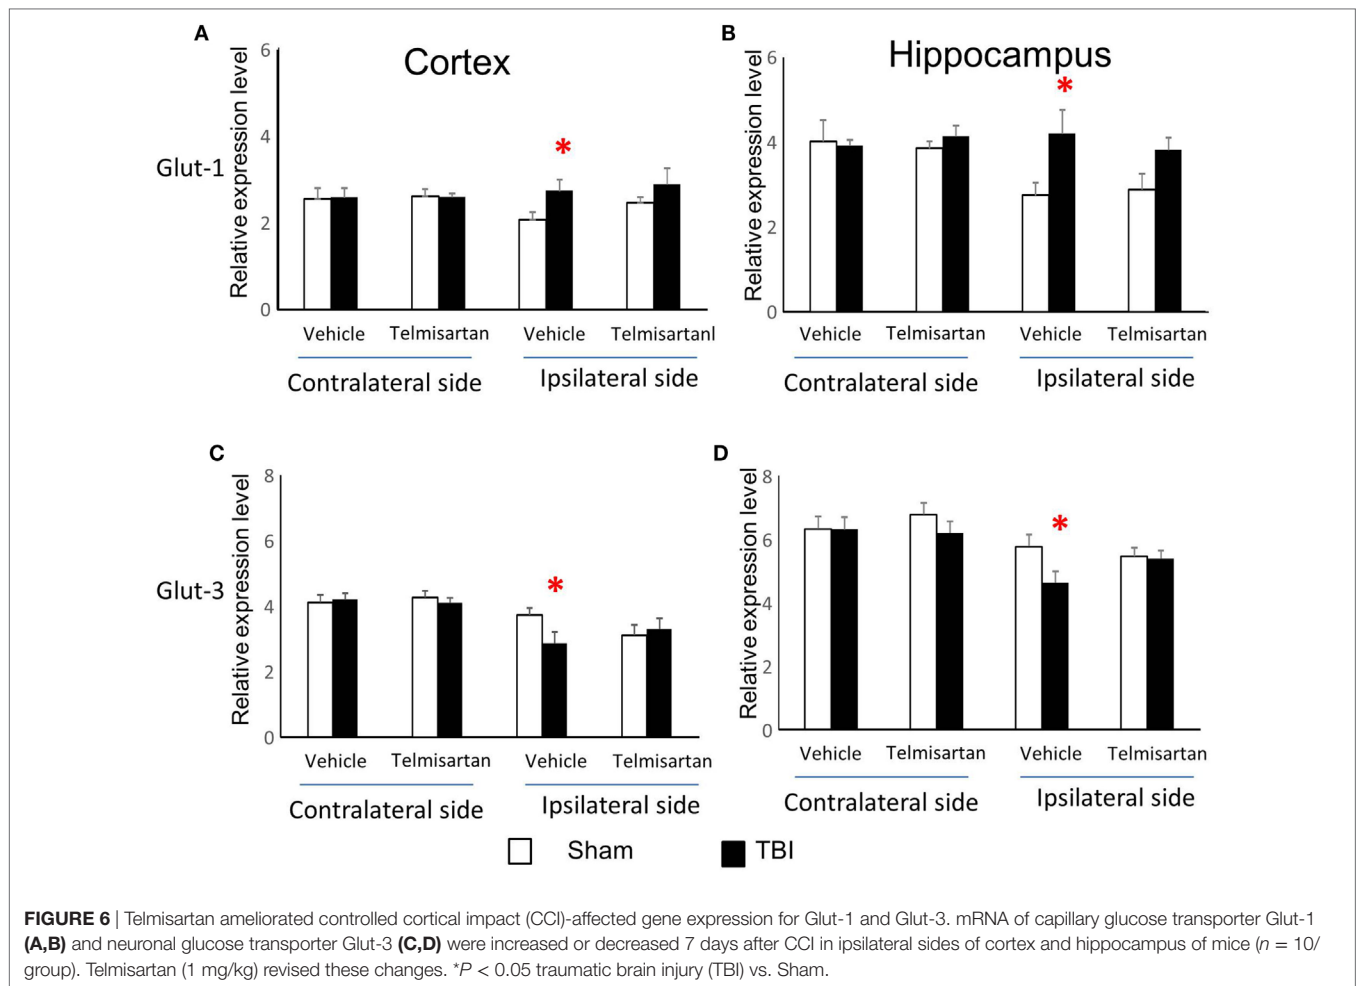 A
Cortex
Glut-1
Relative expression level
6
4
2
0
*
Vehicle
Telmisartan
Vehicle
Telmisartanl
Contralateral side
Ipsilateral side
B
Hippocampus
Relative expression level
6
4
2
0
*
Vehicle
Telmisartan
Vehicle
Telmisartan
Contralateral side
Ipsilateral side
C
Glut-3
Relative expression level
8
6
4
2
0
*
Vehicle
Telmisartan
Vehicle
Telmisartan
Contralateral side
Ipsilateral side
D
Relative expression level
8
6
4
2
0
*
Vehicle
Telmisartan
Vehicle
Telmisartan
Contralateral side
Ipsilateral side
Sham
TBI
FIGURE 6 | Telmisartan ameliorated controlled cortical impact (CCI)-affected gene expression for Glut-1 and Glut-3. mRNA of capillary glucose transporter Glut-1
(A,B) and neuronal glucose transporter Glut-3 (C,D) were increased or decreased 7 days after CCI in ipsilateral sides of cortex and hippocampus of mice (n = 10/
group). Telmisartan (1 mg/kg) revised these changes. *P < 0.05 traumatic brain injury (TBI) vs. Sham.